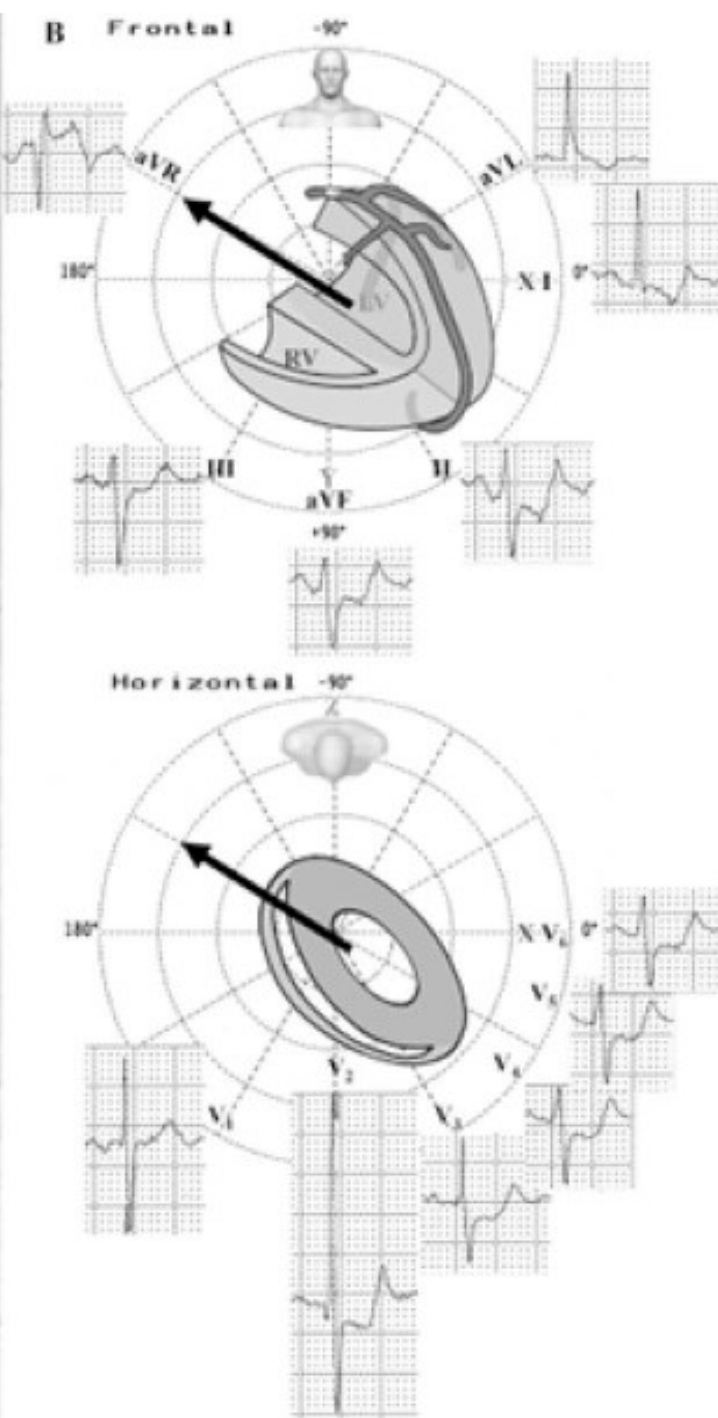 B Frontal -90°
aVR
aVL
180°
X I 0°
LV
RV
III
Y
II
aVF
+90°
Horizontal -90°
180°
X V₆ 0°
V₅
V₂
V₁
V₃